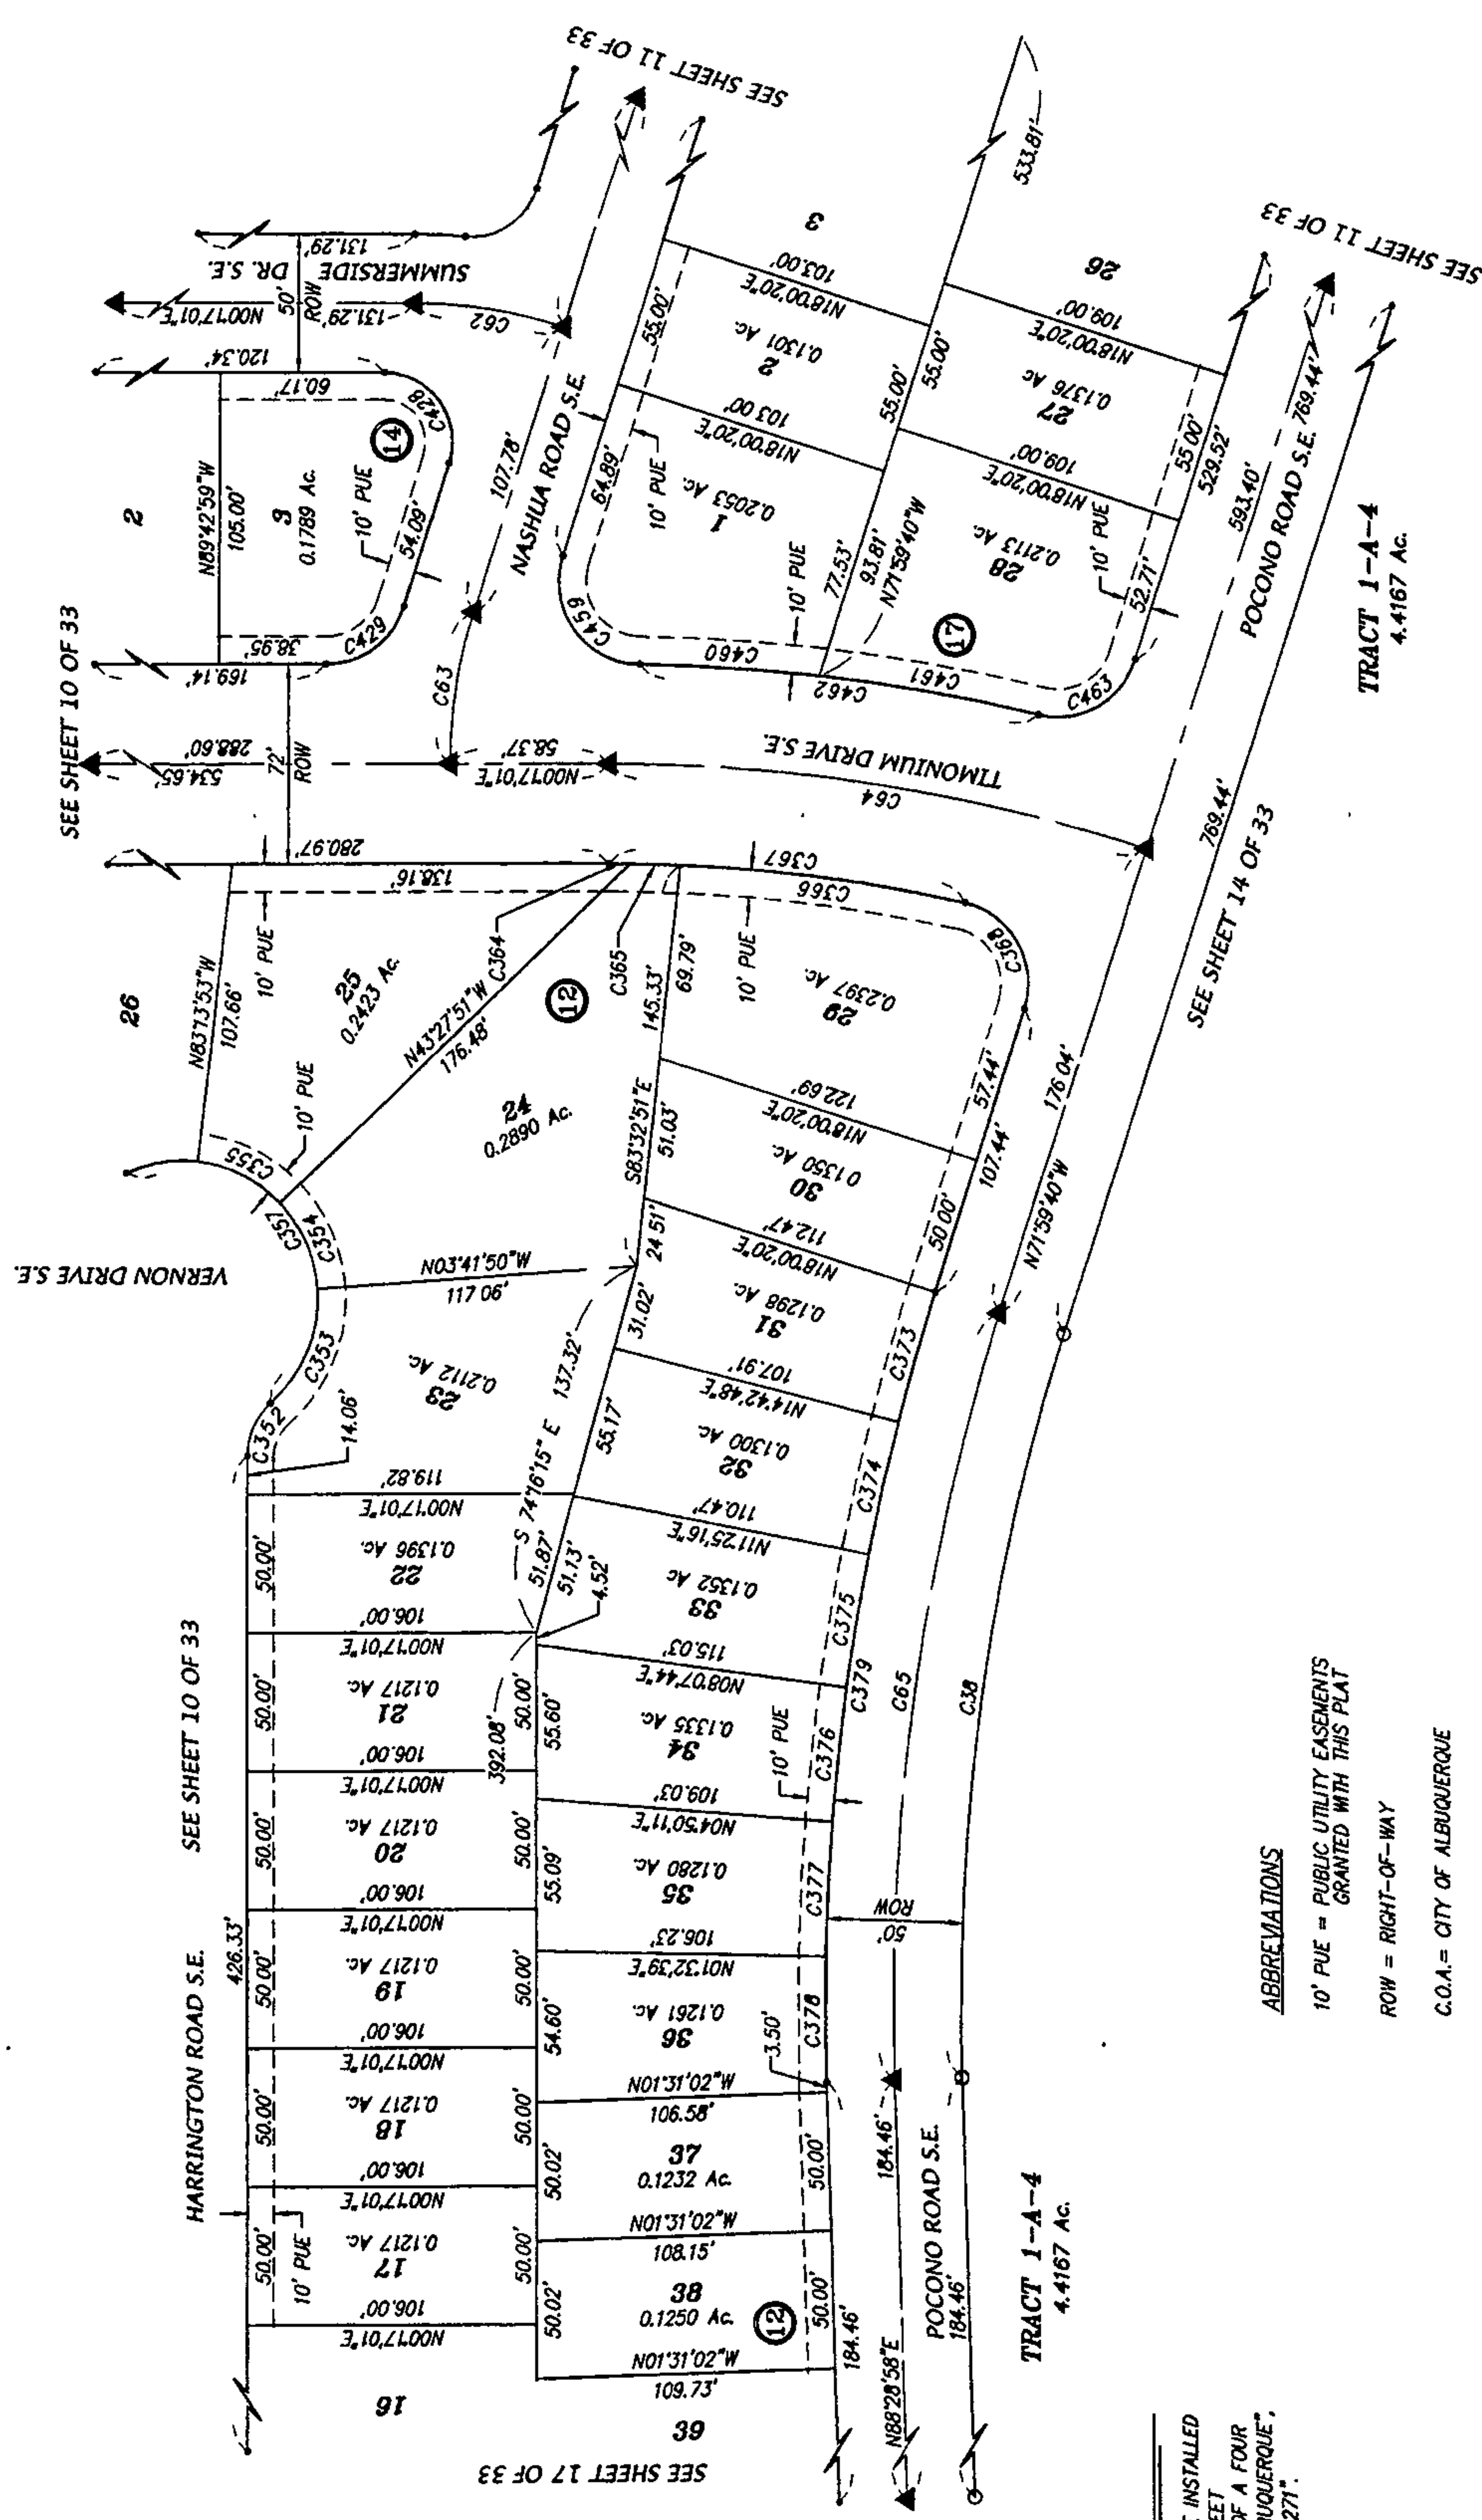 SEE SHEET 11 OF 33
SEE SHEET 10 OF 33
SUMMERSIDE DR. S.E.
131.29'
50'
ROW
N00°17'01"E
131.29'
C62
120.34'
60.17'
C428
14
2
N89°42'59"W
105.00'
3
0.1789 Ac.
10' PUE
54.09'
38.95'
C429
169.14'
107.78'
NASHUA ROAD S.E.
C63
288.60'
534.65'
72'
ROW
58.37'
N00°17'01"E
TIMONIUM DRIVE S.E.
C64
3
103.00'
N18°00'20"E
55.00'
2
0.1301 Ac.
55.00'
103.00'
N18°00'20"E
64.89'
10' PUE
1
0.2053 Ac.
77.53'
93.81'
N71°59'40"W
C459
C460
10' PUE
C462
C461
17
C463
533.81'
26
109.00'
N18°00'20"E
55.00'
27
0.1376 Ac
109.00'
N18°00'20"E
55.00'
529.52'
28
0.2113 Ac.
10' PUE
52.71'
SEE SHEET 11 OF 33
POCONO ROAD S.E.
769.44'
593.40'
769.44'
SEE SHEET 14 OF 33
TRACT 1-A-4
4.4167 Ac.
280.97'
138.16'
26
N83°13'53"W
107.66'
10' PUE
25
0.2423 Ac.
N43°27'51"W
176.48'
C364
C365
12
C367
C366
C368
10' PUE
C355
C357
C354
24
0.2890 Ac.
145.33'
69.79'
S83°32'51"E
51.03'
24.51'
10' PUE
29
0.2397 Ac.
57.44'
122.69'
N18°00'20"E
30
0.1350 Ac.
107.44'
50.00'
176.04'
N71°59'40"W
112.47'
N18°00'20"E
31
0.1298 Ac.
31.02'
C373
107.91'
N14°42'48"E
VERNON DRIVE S.E.
N03°41'50"W
117.06'
C353
C352
14.06'
23
0.2112 Ac.
137.32'
S 74°16'15" E
55.17'
32
0.1300 Ac.
C374
110.47'
N11°25'16"E
119.82'
N00°17'01"E
50.00'
22
0.1396 Ac.
51.87'
51.13'
4.52'
33
0.1352 Ac
C375
115.03'
N08°07'44"E
C379
C65
C38
SEE SHEET 10 OF 33
106.00'
N00°17'01"E
50.00'
21
0.1217 Ac.
50.00'
55.60'
392.08'
34
0.1335 Ac.
10' PUE
C376
106.00'
N00°17'01"E
109.03'
N04°50'11"E
50.00'
20
0.1217 Ac.
50.00'
55.09'
35
0.1280 Ac.
C377
106.00'
N00°17'01"E
106.23'
N01°32'39"E
ROW
50'
HARRINGTON ROAD S.E.
426.33'
50.00'
19
0.1217 Ac.
50.00'
54.60'
36
0.1261 Ac.
C378
3.50'
106.00'
N00°17'01"E
N01°31'02"W
106.58'
50.00'
18
0.1217 Ac.
50.00'
50.02'
37
0.1232 Ac.
50.00'
184.46'
106.00'
N00°17'01"E
N01°31'02"W
108.15'
50.00'
10' PUE
17
0.1217 Ac.
50.00'
50.02'
38
0.1250 Ac.
12
50.00'
184.46'
POCONO ROAD S.E.
184.46'
N88°28'58"E
106.00'
N00°17'01"E
N01°31'02"W
109.73'
16
39
SEE SHEET 17 OF 33
TRACT 1-A-4
4.4167 Ac.
ABBREVIATIONS
10' PUE = PUBLIC UTILITY EASEMENTS
GRANTED WITH THIS PLAT
ROW = RIGHT-OF-WAY
C.O.A.= CITY OF ALBUQUERQUE
INSTALLED
EET
OF A FOUR
UQUERQUE",
271".